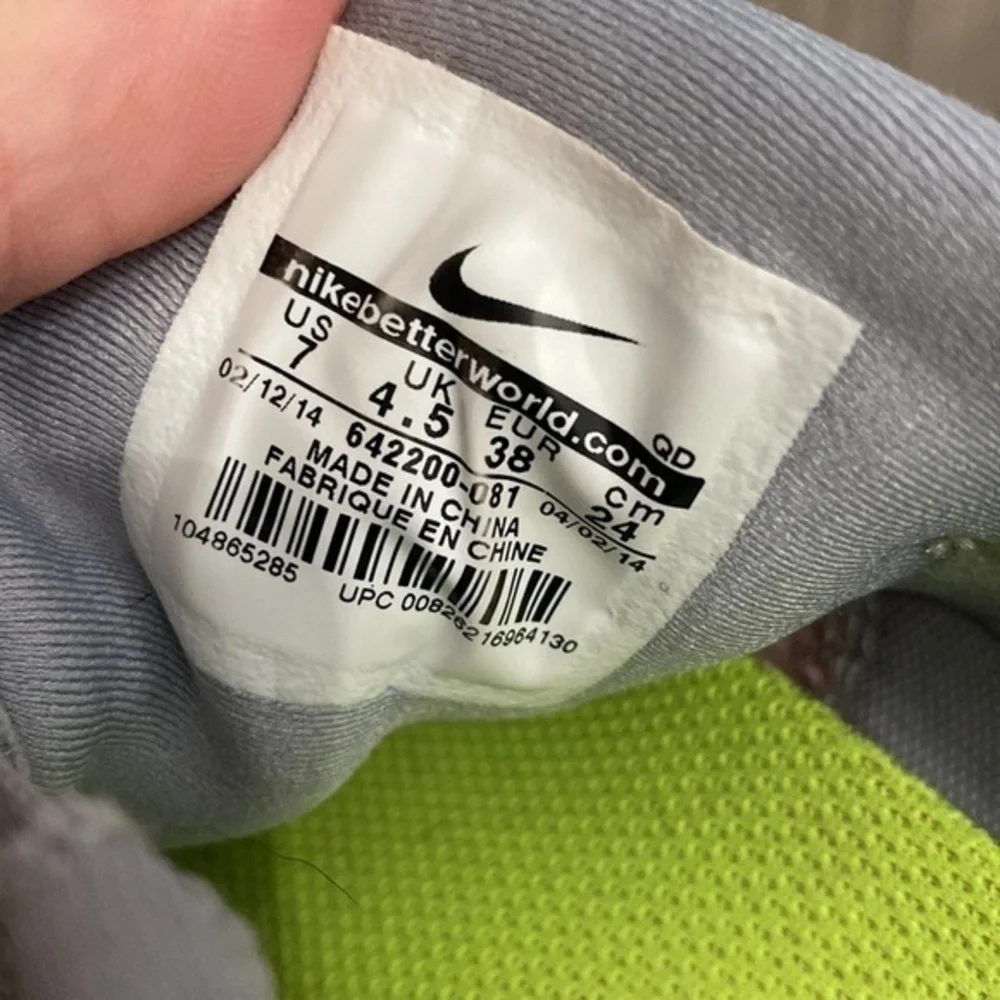 nikebetterworld.com
QD
US UK EUR cm
7 4.5 38 24
02/12/14 642200-081 04/02/14
MADE IN CHINA
FABRIQUE EN CHINE
104865285
UPC 00826216964130